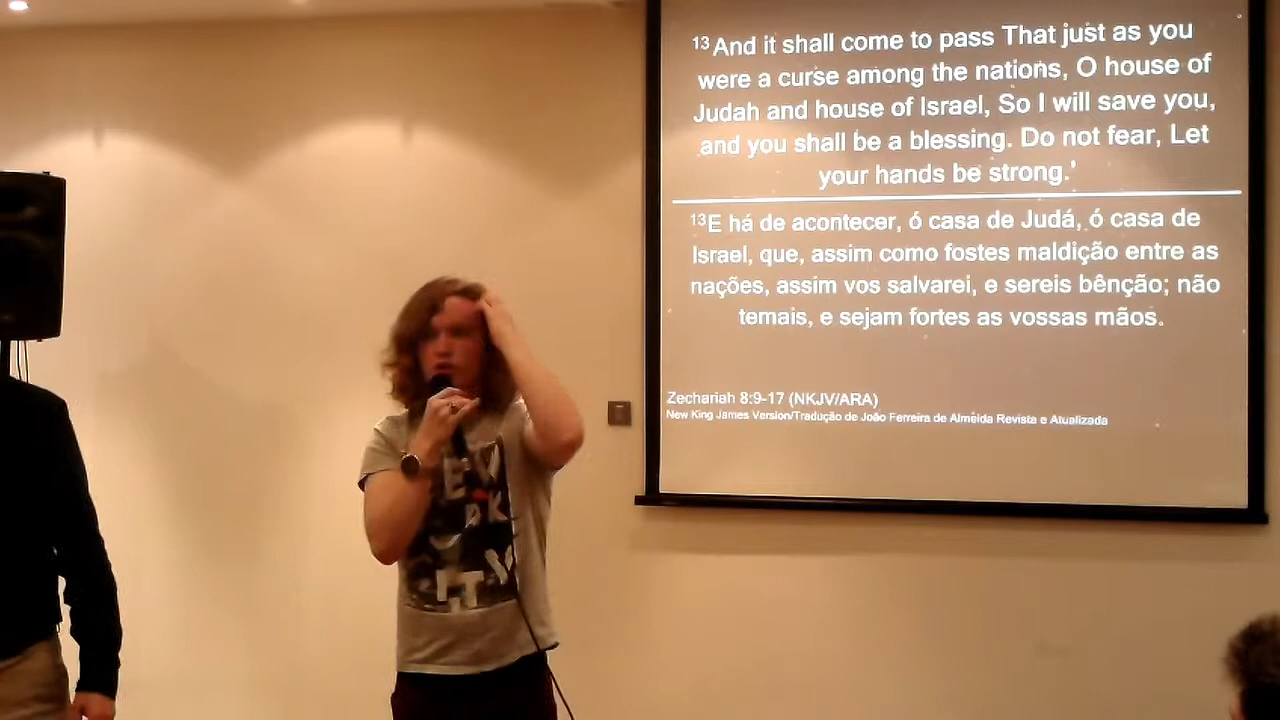 13 And it shall come to pass That just as you
were a curse among the nations, O house of
Judah and house of Israel, So I will save you,
and you shall be a blessing. Do not fear, Let
your hands be strong.'
13 E há de acontecer, ó casa de Judá, ó casa de
Israel, que, assim como fostes maldição entre as
nações, assim vos salvarei, e sereis bênção; não
temais, e sejam fortes as vossas mãos.
Zechariah 8:9-17 (NKJV/ARA)
New King James Version/Tradução de João Ferreira de Almeida Revista e Atualizada